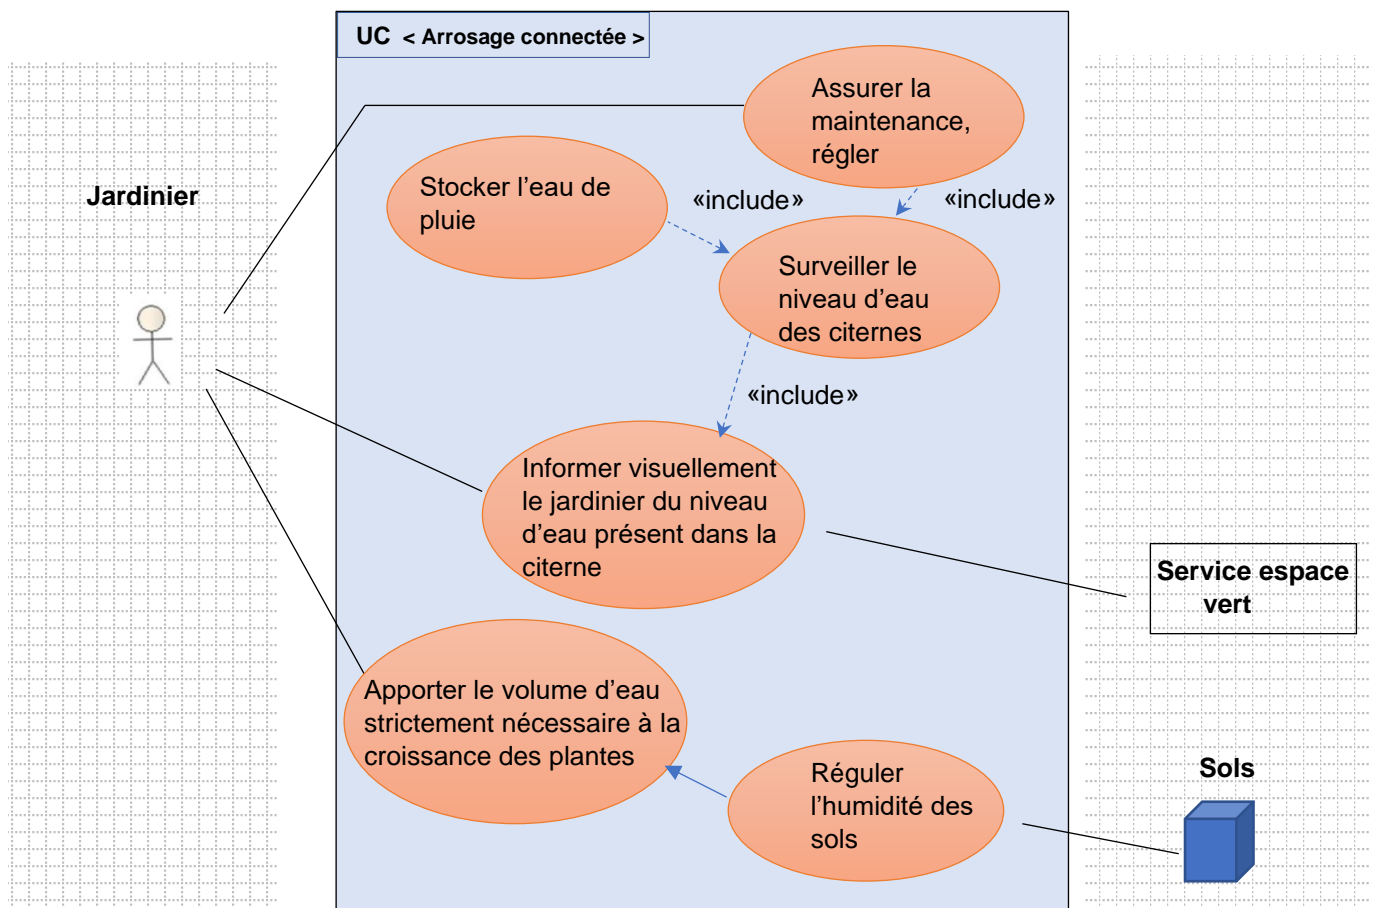 UC < Arrosage connectée >
Assurer la
maintenance,
régler
Jardinier
Stocker l’eau de
pluie
«include»
«include»
Surveiller le
niveau d’eau
des citernes
«include»
Informer visuellement
le jardinier du niveau
d’eau présent dans la
citerne
Service espace
vert
Apporter le volume d’eau
strictement nécessaire à la
croissance des plantes
Réguler
l’humidité des
sols
Sols